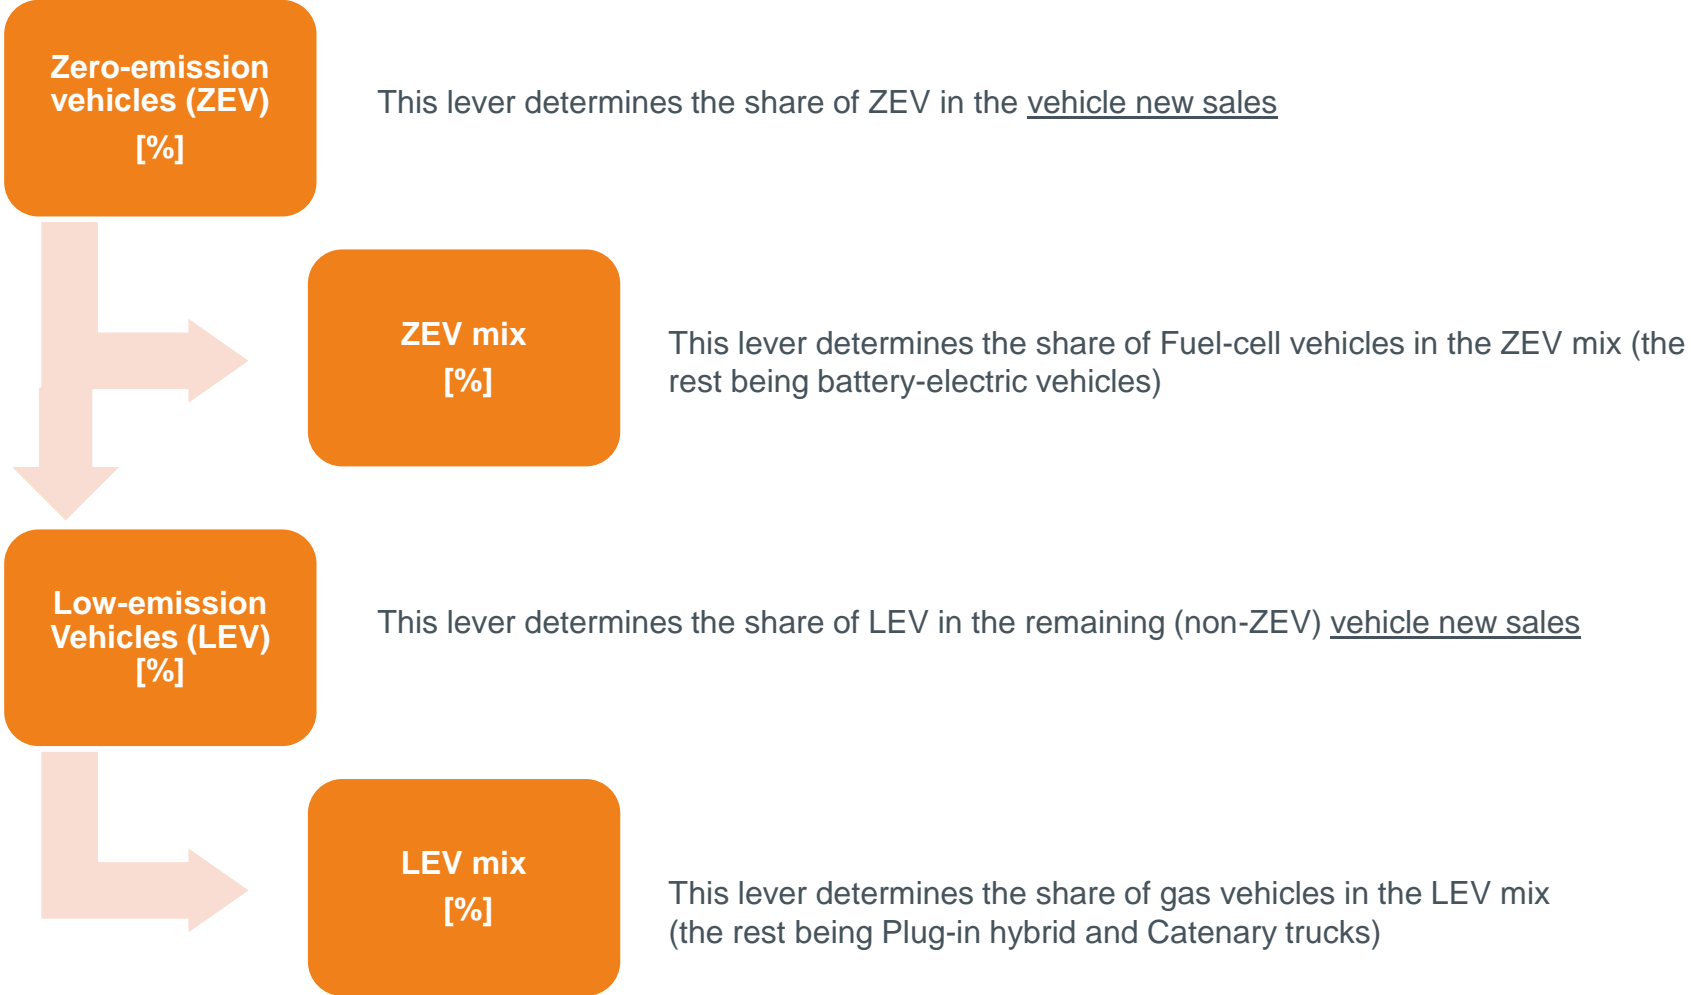 Zero-emission
vehicles (ZEV)
[%]
This lever determines the share of ZEV in the vehicle new sales
ZEV mix
[%]
This lever determines the share of Fuel-cell vehicles in the ZEV mix (the
rest being battery-electric vehicles)
Low-emission
Vehicles (LEV)
[%]
This lever determines the share of LEV in the remaining (non-ZEV) vehicle new sales
LEV mix
[%]
This lever determines the share of gas vehicles in the LEV mix
(the rest being Plug-in hybrid and Catenary trucks)